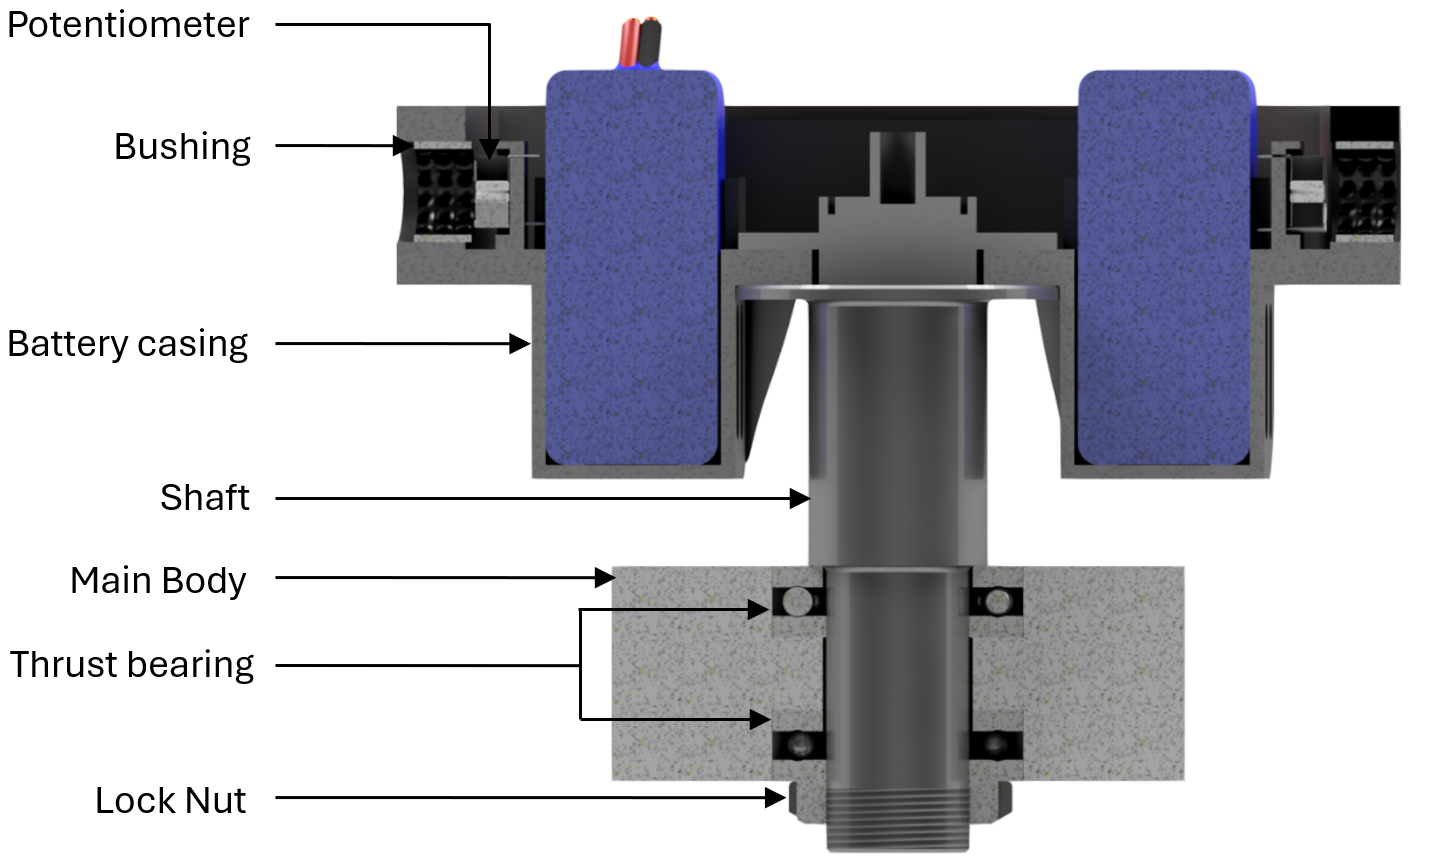 Potentiometer
Bushing
Battery casing
Shaft
Main Body
Thrust bearing
Lock Nut